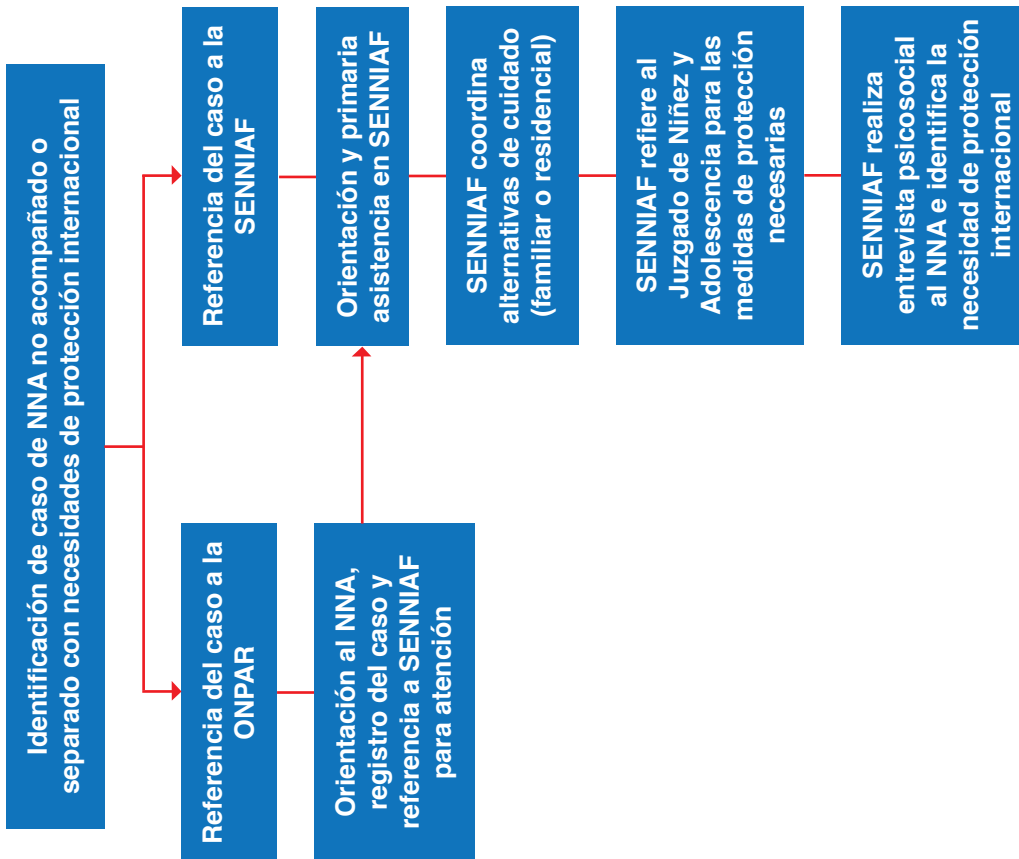 Identificación de caso de NNA no acompañado o
separado con necesidades de protección internacional
Referencia del caso a la
ONPAR
Orientación al NNA,
registro del caso y
referencia a SENNIAF
para atención
Referencia del caso a la
SENNIAF
Orientación y primaria
asistencia en SENNIAF
SENNIAF coordina
alternativas de cuidado
(familiar o residencial)
SENNIAF refiere al
Juzgado de Niñez y
Adolescencia para las
medidas de protección
necesarias
SENNIAF realiza
entrevista psicosocial
al NNA e identifica la
necesidad de protección
internacional